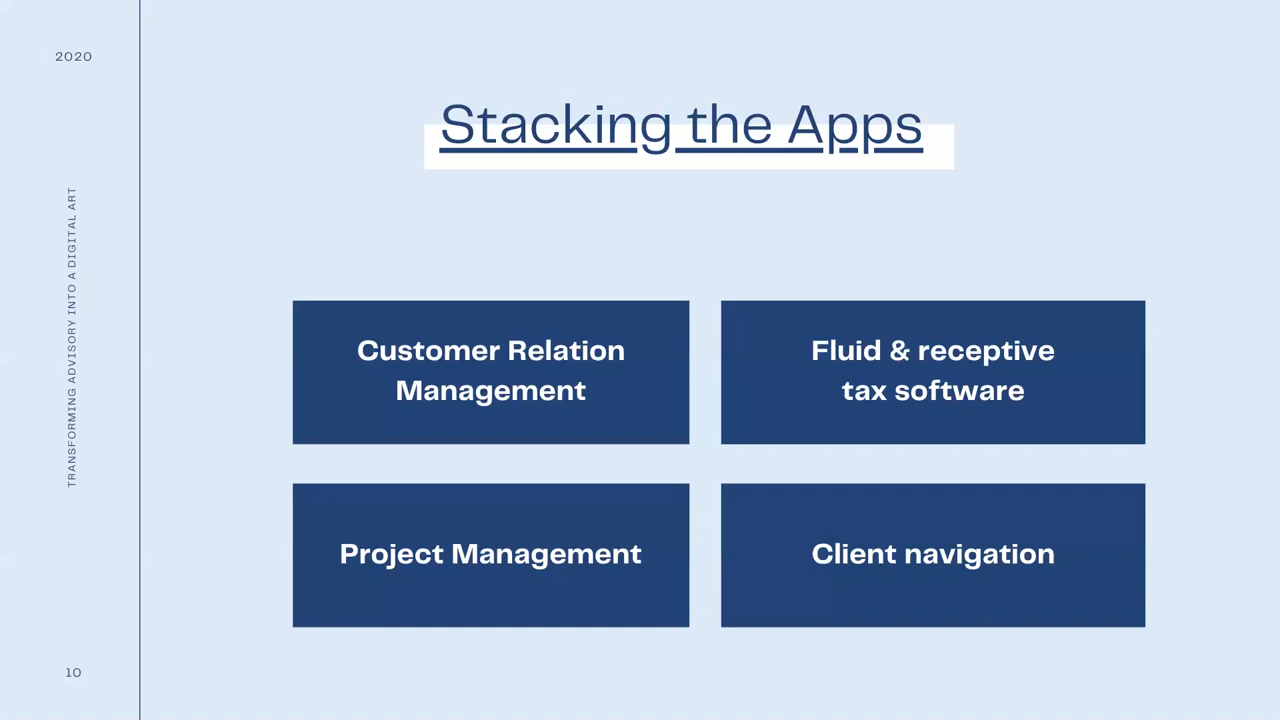 2020
TRANSFORMING ADVISORY INTO A DIGITAL ART
10
Stacking the Apps
Customer Relation
Management
Fluid & receptive
tax software
Project Management
Client navigation